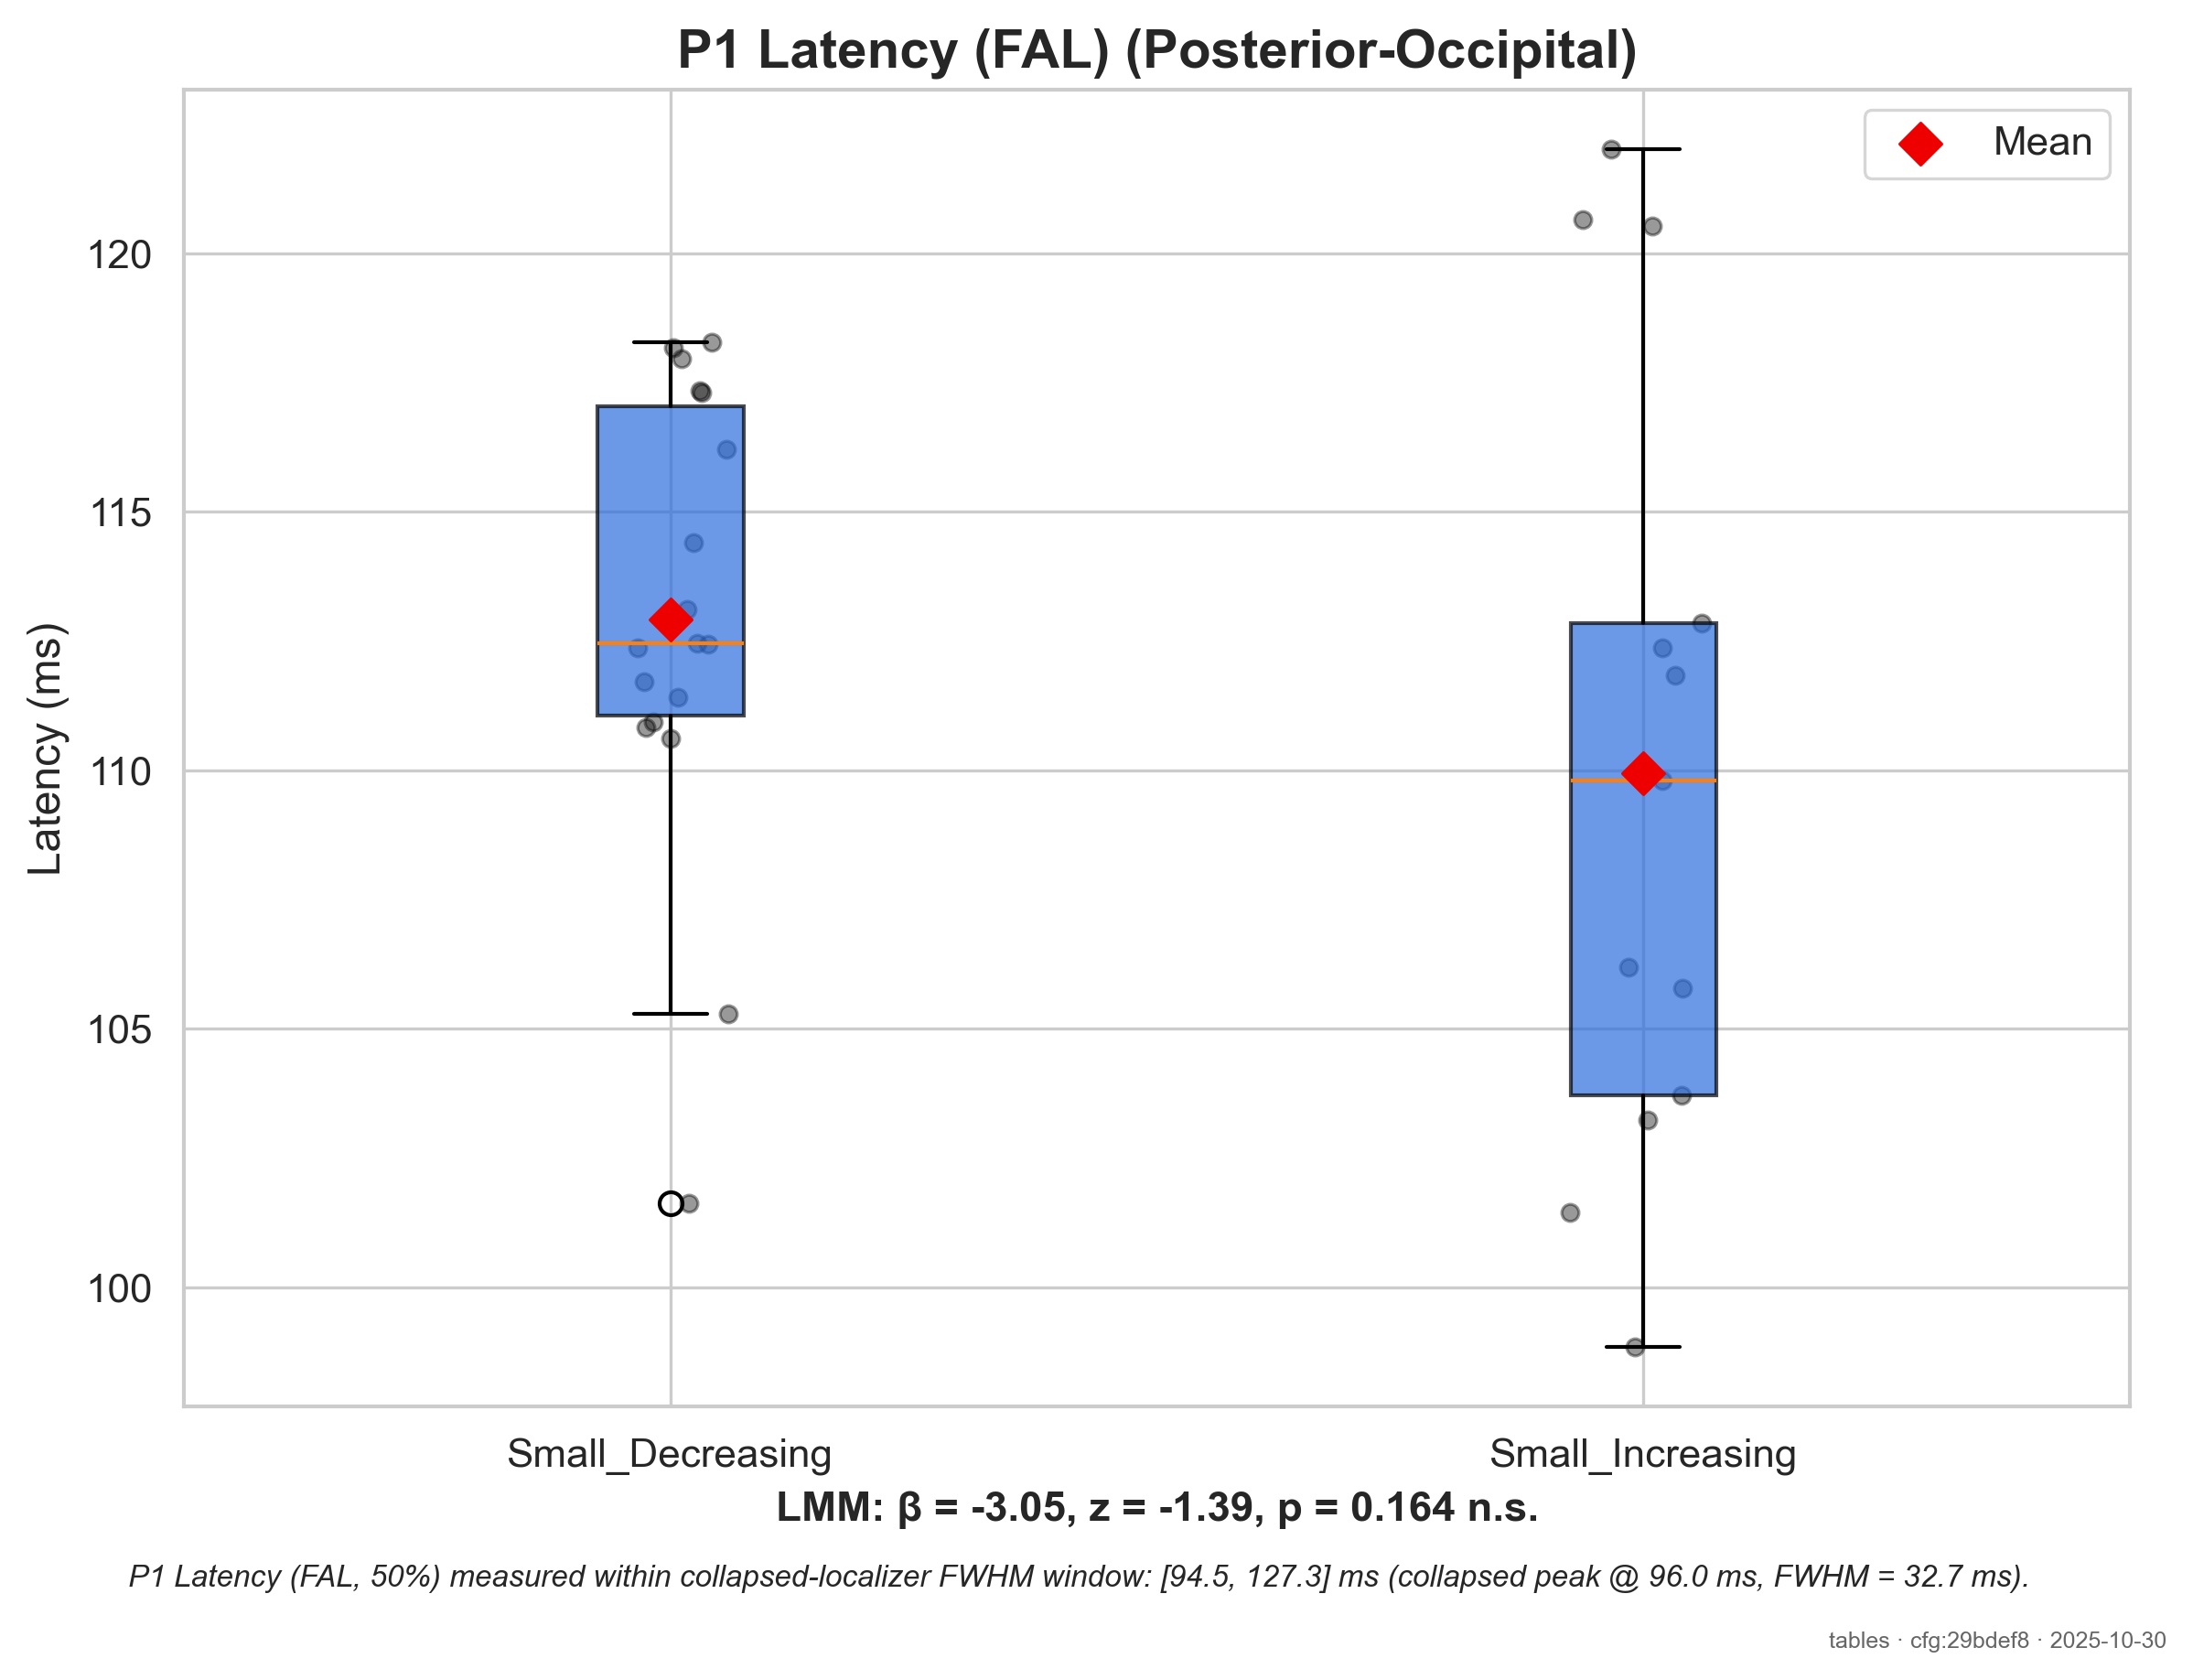 P1 Latency (FAL) (Posterior-Occipital)
Mean
Latency (ms)
120
115
110
105
100
Small_Decreasing
Small_Increasing
LMM: β = -3.05, z = -1.39, p = 0.164 n.s.
P1 Latency (FAL, 50%) measured within collapsed-localizer FWHM window: [94.5, 127.3] ms (collapsed peak @ 96.0 ms, FWHM = 32.7 ms).
tables · cfg:29bdef8 · 2025-10-30